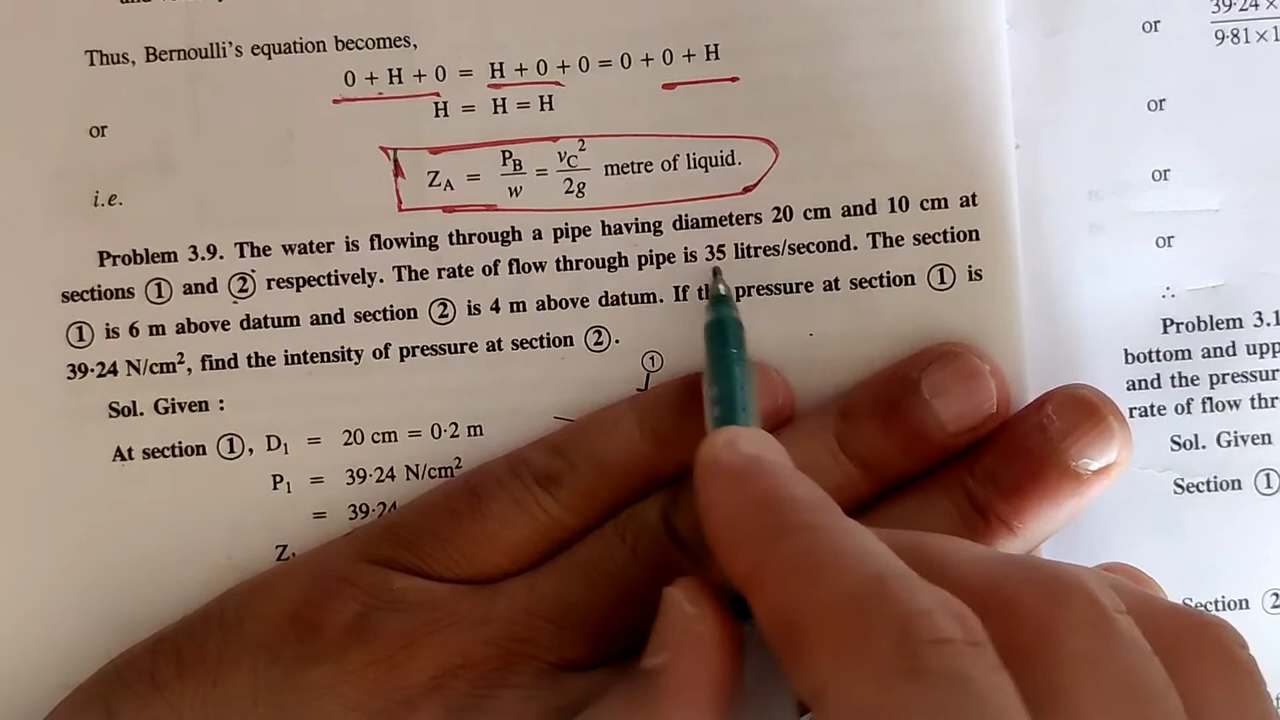 Thus, Bernoulli's equation becomes,
0 + H + 0 = H + 0 + 0 = 0 + 0 + H
or H = H = H
i.e. Z_A = P_B/w = v_C²/2g metre of liquid.
Problem 3.9. The water is flowing through a pipe having diameters 20 cm and 10 cm at
sections ① and ② respectively. The rate of flow through pipe is 35 litres/second. The section
① is 6 m above datum and section ② is 4 m above datum. If pressure at section ① is
39·24 N/cm², find the intensity of pressure at section ②.
Sol. Given :
①
At section ①, D₁ = 20 cm = 0·2 m
P₁ = 39·24 N/cm²
= 39·24
Z
or 39·24 ×
9·81×1
or
or
or
∴
Problem 3.1
bottom and upp
and the pressur
rate of flow thr
Sol. Given
Section ①
Section ②